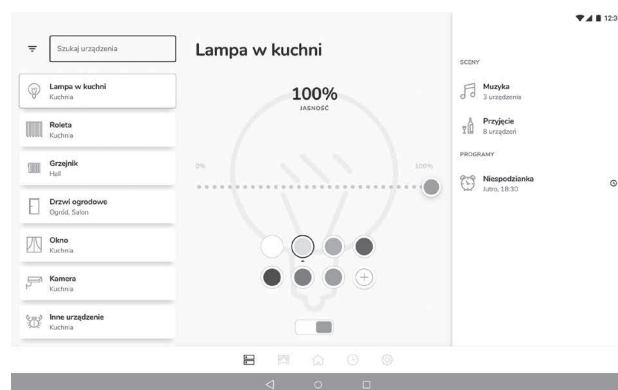 12:3
Szukaj urządzenia
Lampa w kuchni
Kuchnia
Roleta
Kuchnia
Grzejnik
Hall
Drzwi ogrodowe
Ogród, Salon
Okno
Kuchnia
Kamera
Kuchnia
Inne urządzenie
Kuchnia
Lampa w kuchni
100%
JASNOŚĆ
0%
100%
SCENY
Muzyka
3 urządzenia
Przyjęcie
8 urządzeń
PROGRAMY
Niespodzianka
Jutro, 18:30